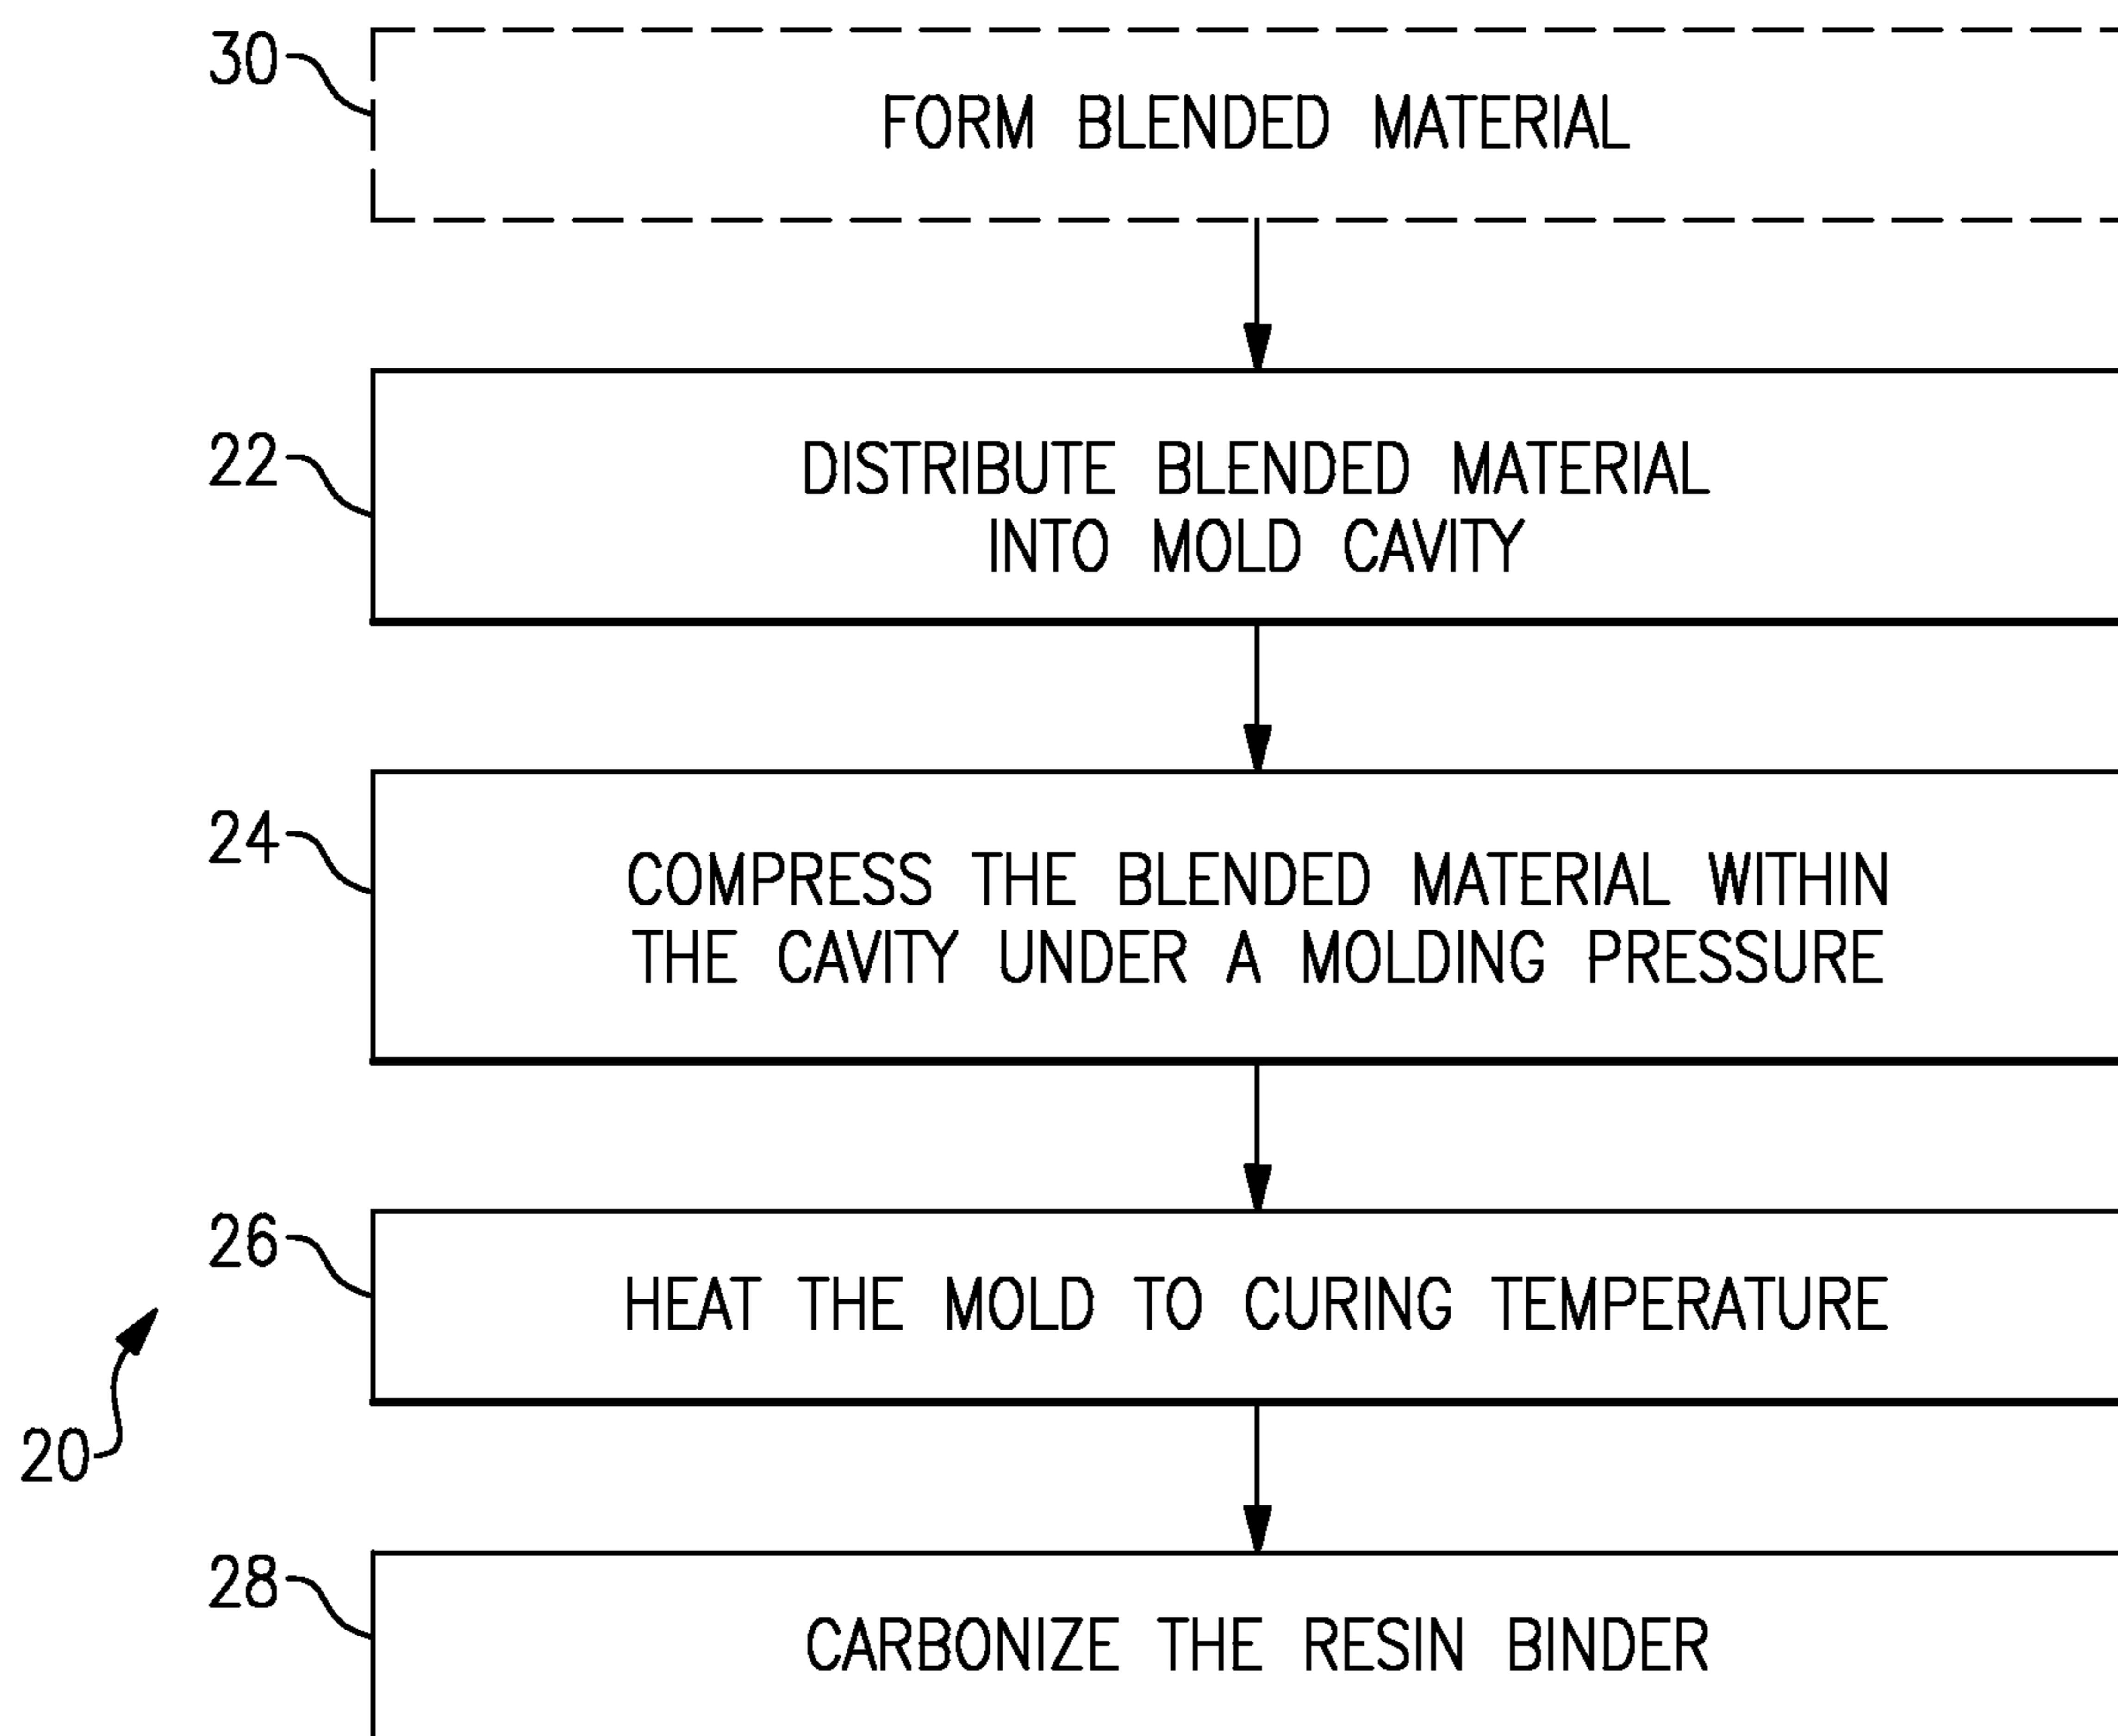 30
FORM BLENDED MATERIAL
22
DISTRIBUTE BLENDED MATERIAL
INTO MOLD CAVITY
24
COMPRESS THE BLENDED MATERIAL WITHIN
THE CAVITY UNDER A MOLDING PRESSURE
26
HEAT THE MOLD TO CURING TEMPERATURE
20
28
CARBONIZE THE RESIN BINDER